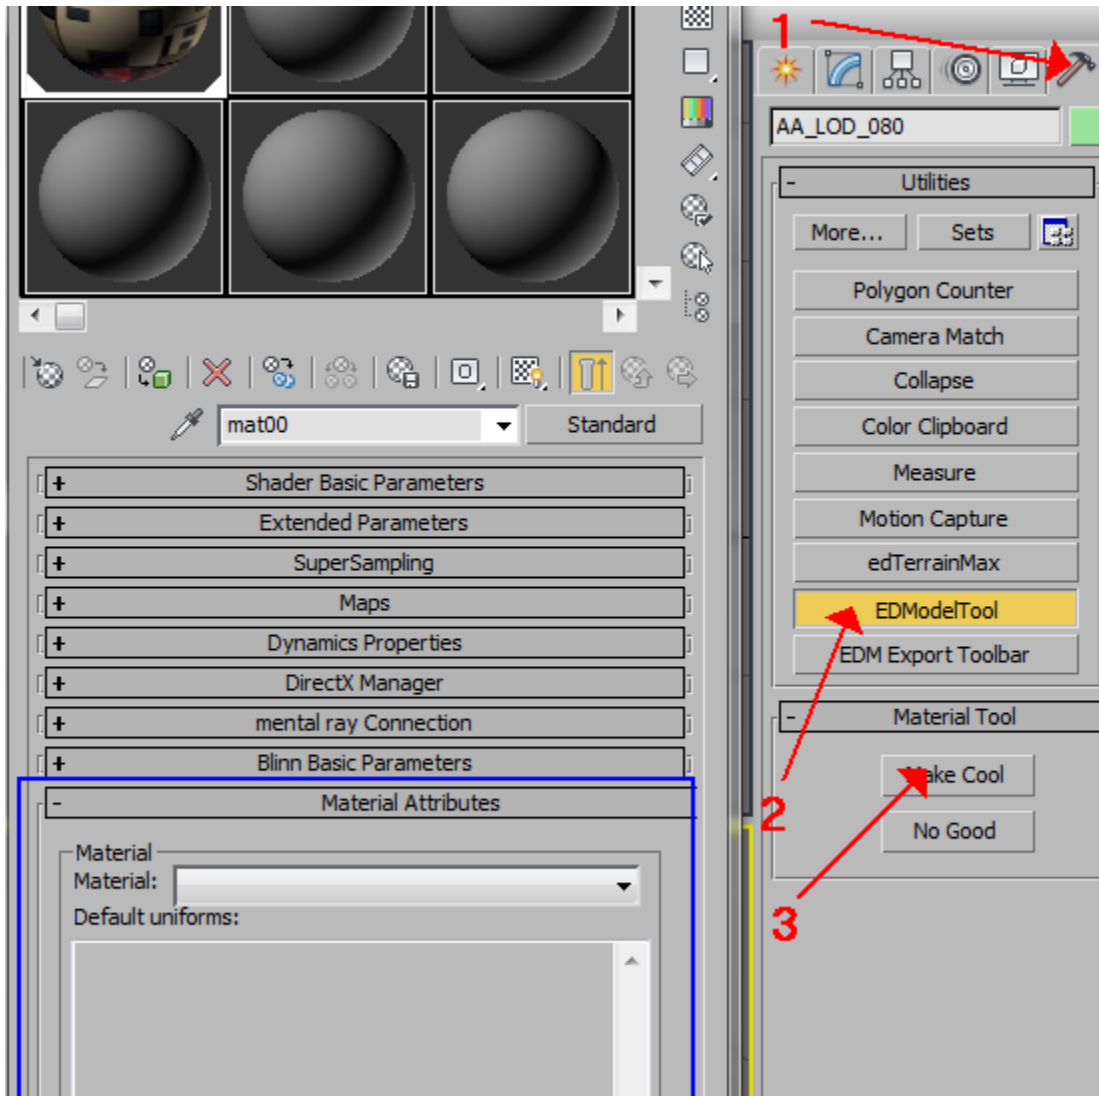 1
AA_LOD_080
- Utilities
More... Sets
Polygon Counter
Camera Match
Collapse
Color Clipboard
Measure
Motion Capture
edTerrainMax
EDModelTool
EDM Export Toolbar
- Material Tool
Make Cool
2
No Good
3
mat00 Standard
+ Shader Basic Parameters
+ Extended Parameters
+ SuperSampling
+ Maps
+ Dynamics Properties
+ DirectX Manager
+ mental ray Connection
+ Blinn Basic Parameters
- Material Attributes
Material
Material:
Default uniforms: